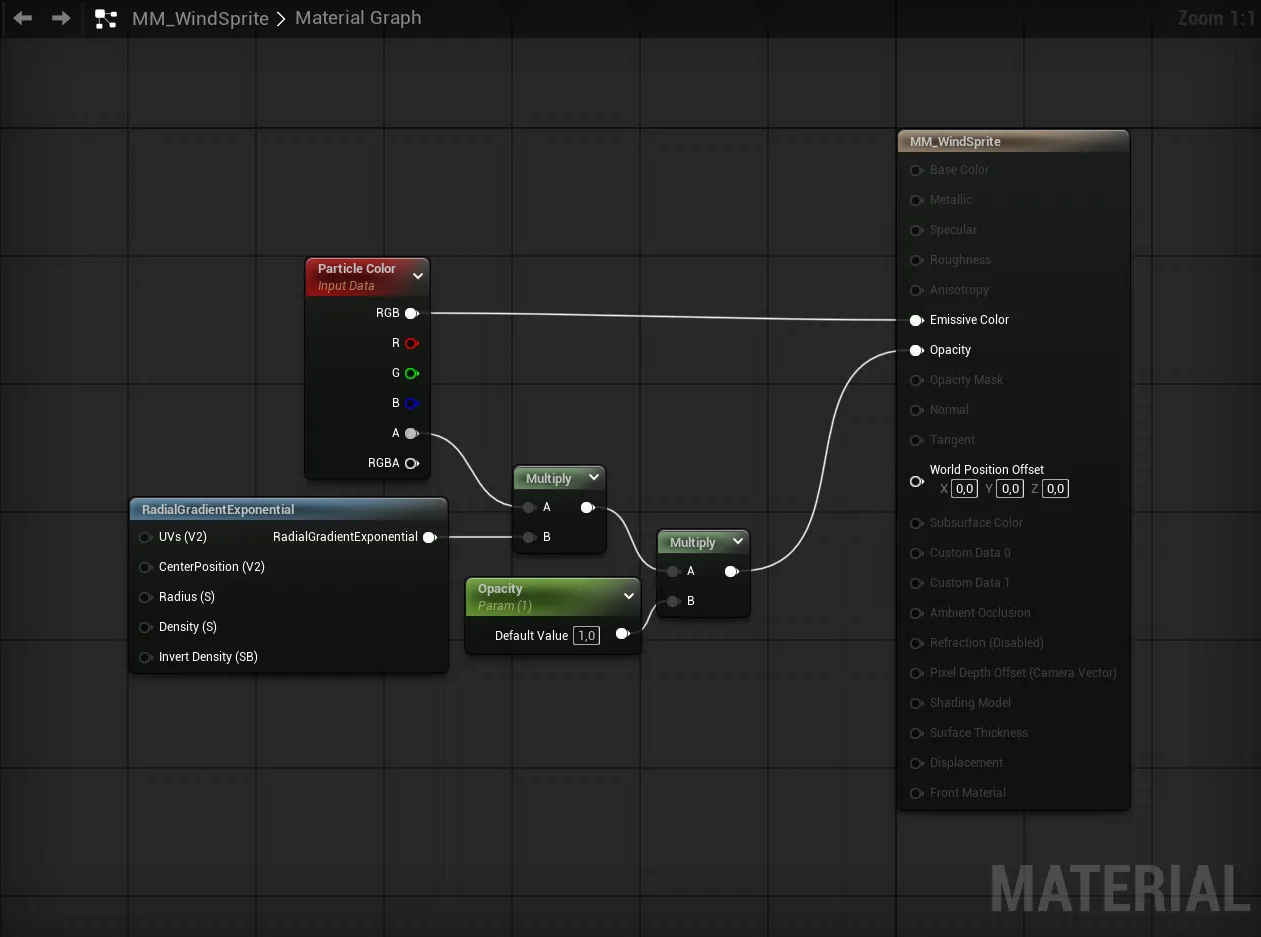 MM_WindSprite > Material Graph
Zoom 1:1
MM_WindSprite
Base Color
Metallic
Specular
Roughness
Anisotropy
Emissive Color
Opacity
Opacity Mask
Normal
Tangent
World Position Offset
X 0,0 Y 0,0 Z 0,0
Subsurface Color
Custom Data 0
Custom Data 1
Ambient Occlusion
Refraction (Disabled)
Pixel Depth Offset (Camera Vector)
Shading Model
Surface Thickness
Displacement
Front Material
Particle Color
Input Data
RGB
R
G
B
A
RGBA
RadialGradientExponential
UVs (V2) RadialGradientExponential
CenterPosition (V2)
Radius (S)
Density (S)
Invert Density (SB)
Multiply
A
B
Opacity
Param (1)
Default Value 1,0
Multiply
A
B
MATERIAL